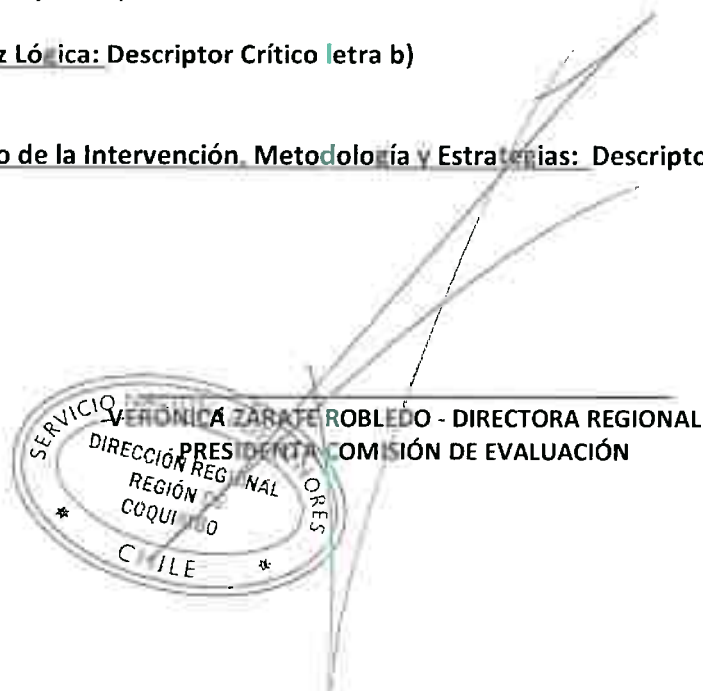 z Lógica: Descriptor Crítico letra b)
o de la Intervención, Metodología y Estrategias: Descripto
VERÓNICA ZARATE ROBLEDO - DIRECTORA REGIONAL
PRESIDENTA COMISIÓN DE EVALUACIÓN
SERVICIO
DIRECCIÓN REGIONAL
REGIÓN DE
COQUIMBO
CHILE